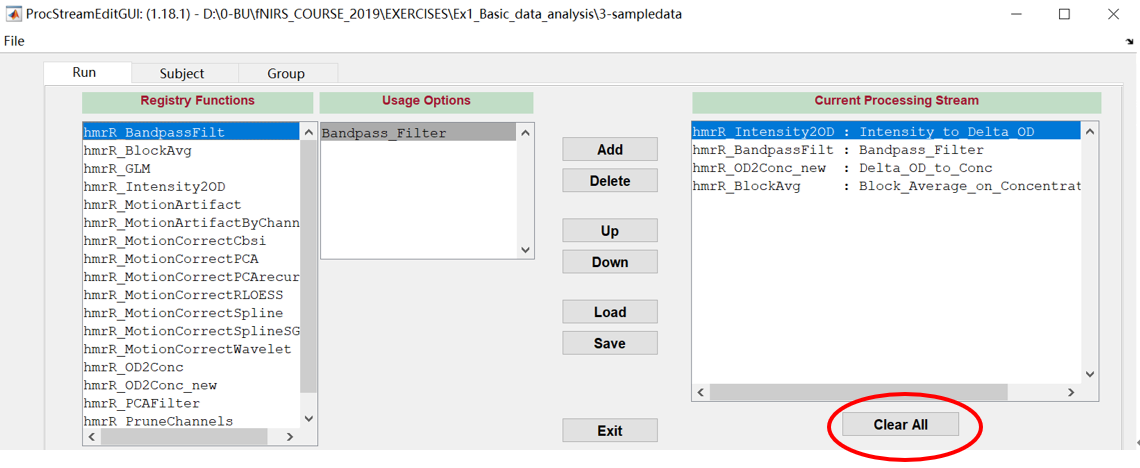 ProcStreamEditGUI: (1.18.1) - D:\0-BU\fNIRS_COURSE_2019\EXERCISES\Ex1_Basic_data_analysis\3-sampledata
File
Run
Subject
Group
Registry Functions
hmrR_BandpassFilt
hmrR_BlockAvg
hmrR_GLM
hmrR_Intensity2OD
hmrR_MotionArtifact
hmrR_MotionArtifactByChann
hmrR_MotionCorrectCbsi
hmrR_MotionCorrectPCA
hmrR_MotionCorrectPCArecur
hmrR_MotionCorrectRLOESS
hmrR_MotionCorrectSpline
hmrR_MotionCorrectSplineSG
hmrR_MotionCorrectWavelet
hmrR_OD2Conc
hmrR_OD2Conc_new
hmrR_PCAFilter
hmrR_PruneChannels
Usage Options
Bandpass_Filter
Add
Delete
Up
Down
Load
Save
Exit
Current Processing Stream
hmrR_Intensity2OD : Intensity_to_Delta_OD
hmrR_BandpassFilt : Bandpass_Filter
hmrR_OD2Conc_new : Delta_OD_to_Conc
hmrR_BlockAvg : Block_Average_on_Concentrat
Clear All